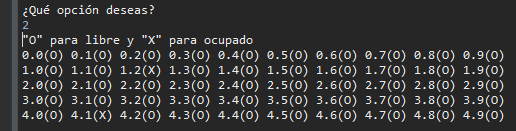 ¿Qué opción deseas?
2
"O" para libre y "X" para ocupado
0.0(O) 0.1(O) 0.2(O) 0.3(O) 0.4(O) 0.5(O) 0.6(O) 0.7(O) 0.8(O) 0.9(O)
1.0(O) 1.1(O) 1.2(X) 1.3(O) 1.4(O) 1.5(O) 1.6(O) 1.7(O) 1.8(O) 1.9(O)
2.0(O) 2.1(O) 2.2(O) 2.3(O) 2.4(O) 2.5(O) 2.6(O) 2.7(O) 2.8(O) 2.9(O)
3.0(O) 3.1(O) 3.2(O) 3.3(O) 3.4(O) 3.5(O) 3.6(O) 3.7(O) 3.8(O) 3.9(O)
4.0(O) 4.1(X) 4.2(O) 4.3(O) 4.4(O) 4.5(O) 4.6(O) 4.7(O) 4.8(O) 4.9(O)